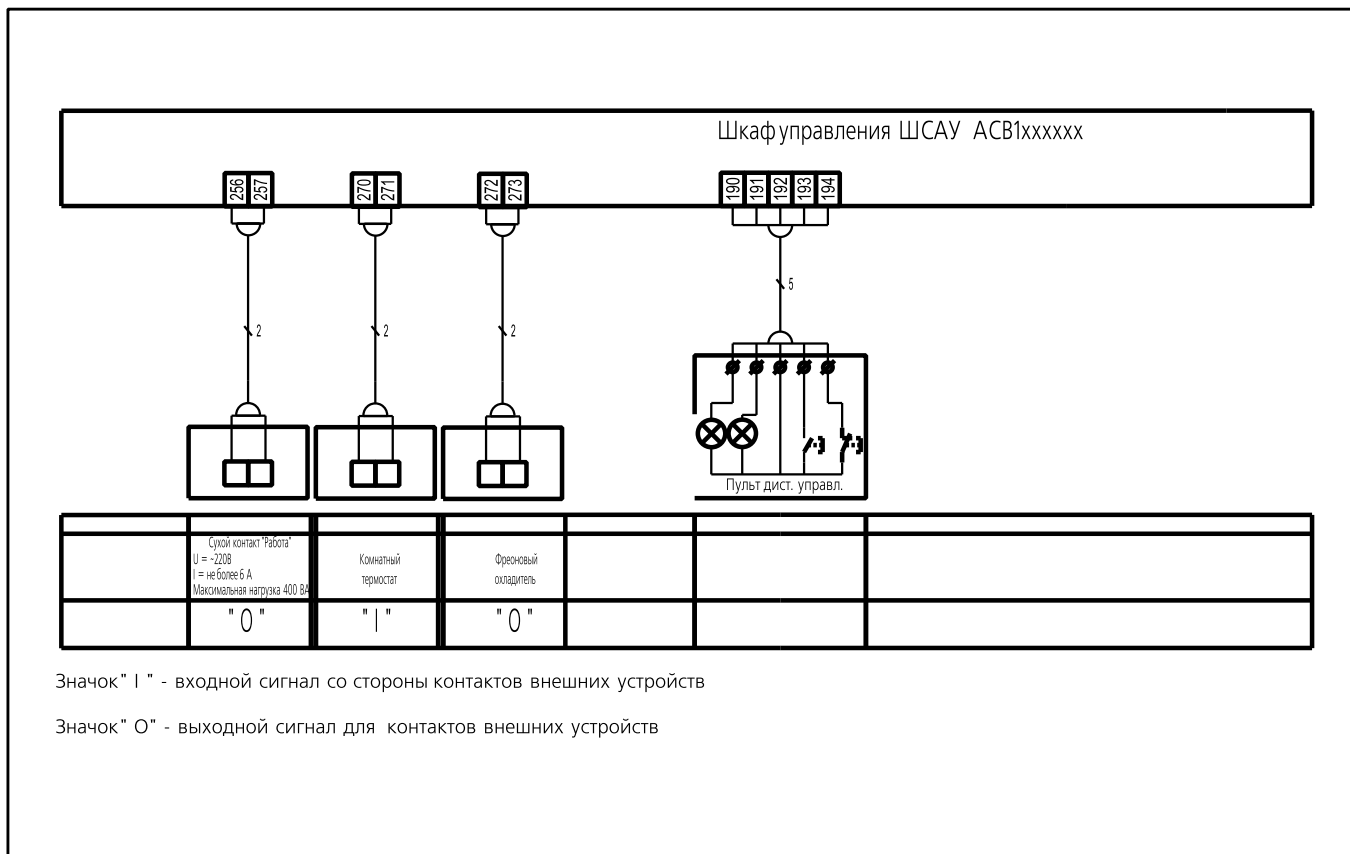 Шкаф управления ШСАУ АСВ1хххххх
256 257 270 271 272 273 190 191 192 193 194
5
2 2 2
Пульт дист. управл.
Сухой контакт "Работа"
U = ~220В
I = не более 6 А
Максимальная нагрузка 400 ВА
Комнатный
термостат
Фреоновый
охладитель
"O" "I" "O"
Значок" I " - входной сигнал со стороны контактов внешних устройств
Значок" O" - выходной сигнал для контактов внешних устройств